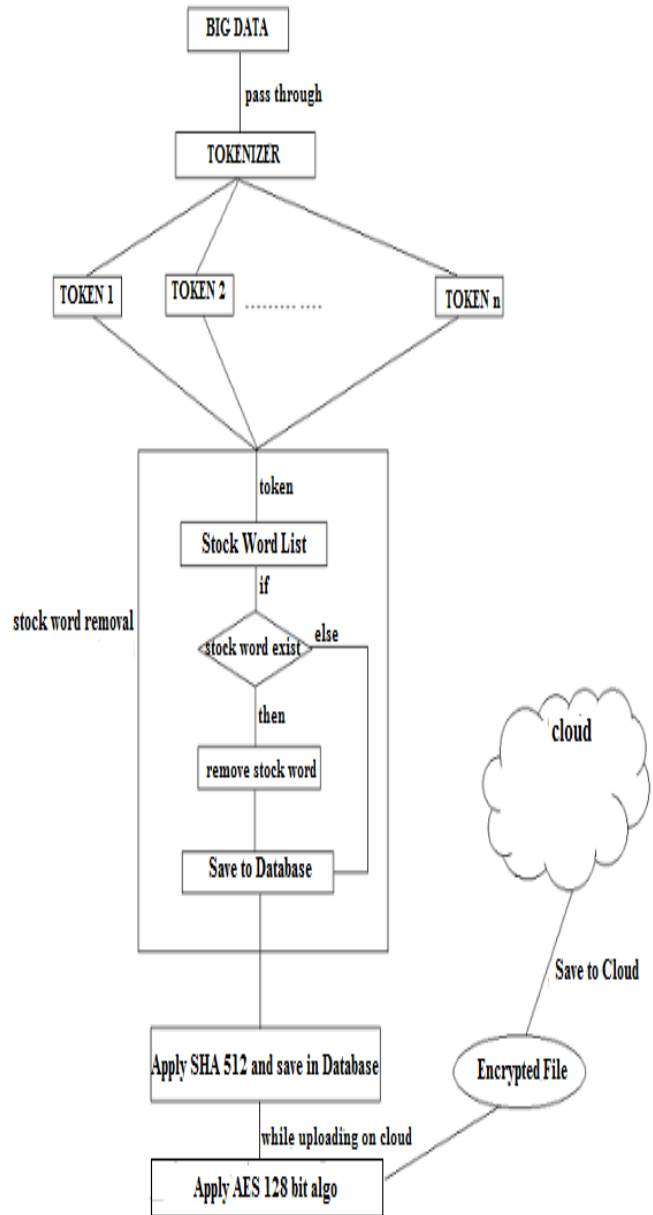 BIG DATA
pass through
TOKENIZER
TOKEN 1
TOKEN 2
......... ....
TOKEN n
token
Stock Word List
if
stock word removal
stock word exist
else
then
remove stock word
Save to Database
cloud
Save to Cloud
Apply SHA 512 and save in Database
Encrypted File
while uploading on cloud
Apply AES 128 bit algo